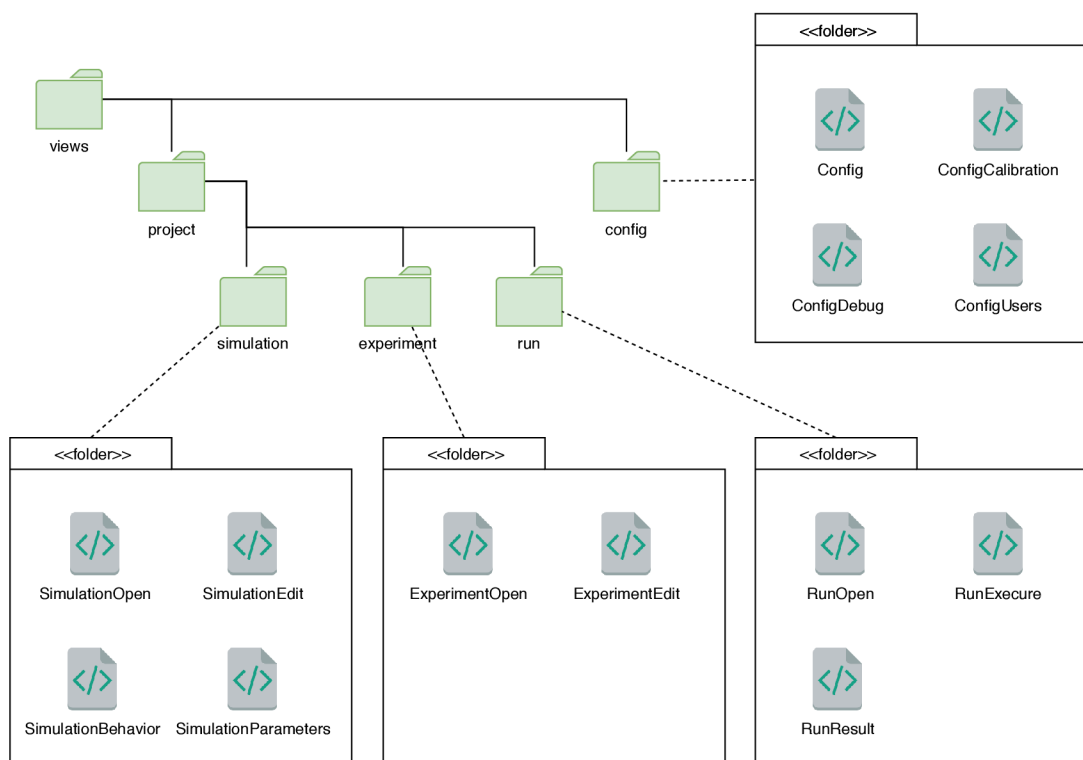 <<folder>>
views
Config
ConfigCalibration
project
config
ConfigDebug
ConfigUsers
simulation
experiment
run
<<folder>>
<<folder>>
<<folder>>
SimulationOpen
SimulationEdit
ExperimentOpen
ExperimentEdit
RunOpen
RunExecure
SimulationBehavior
SimulationParameters
RunResult